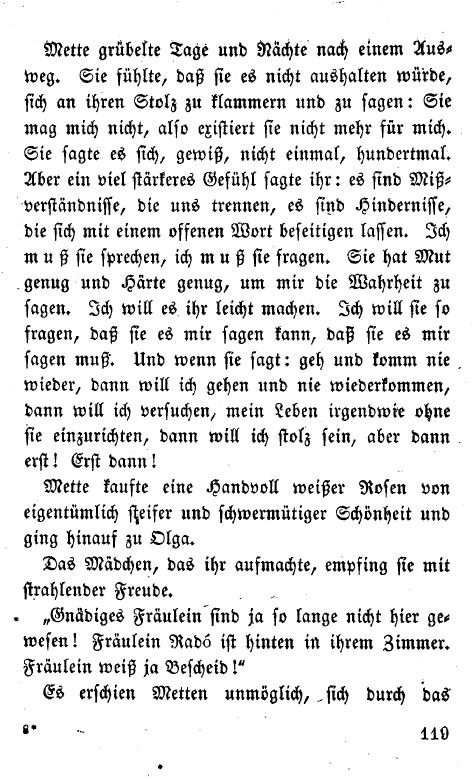 Mette grübelte Tage und Nächte nach einem Aus-
weg. Sie fühlte, daß sie es nicht aushalten würde,
sich an ihren Stolz zu klammern und zu sagen: Sie
mag mich nicht, also existiert sie nicht mehr für mich.
Sie sagte es sich, gewiß, nicht einmal, hundertmal.
Aber ein viel stärkeres Gefühl sagte ihr: es sind Miß-
verständnisse, die uns trennen, es sind Hindernisse,
die sich mit einem offenen Wort beseitigen lassen. Ich
muß sie sprechen, ich muß sie fragen. Sie hat Mut
genug und Härte genug, um mir die Wahrheit zu
sagen. Ich will es ihr leicht machen. Ich will sie so
fragen, daß sie es mir sagen kann, daß sie es mir
sagen muß. Und wenn sie sagt: geh und komm nie
wieder, dann will ich gehen und nie wiederkommen,
dann will ich versuchen, mein Leben irgendwie ohne
sie einzurichten, dann will ich stolz sein, aber dann
erst! Erst dann!
Mette kaufte eine Handvoll weißer Rosen von
eigentümlich steifer und schwermütiger Schönheit und
ging hinauf zu Olga.
Das Mädchen, das ihr aufmachte, empfing sie mit
strahlender Freude.
„Gnädiges Fräulein sind ja so lange nicht hier ge-
wesen! Fräulein Radó ist hinten in ihrem Zimmer.
Fräulein weiß ja Bescheid!"
Es erschien Metten unmöglich, sich durch das
8*
119